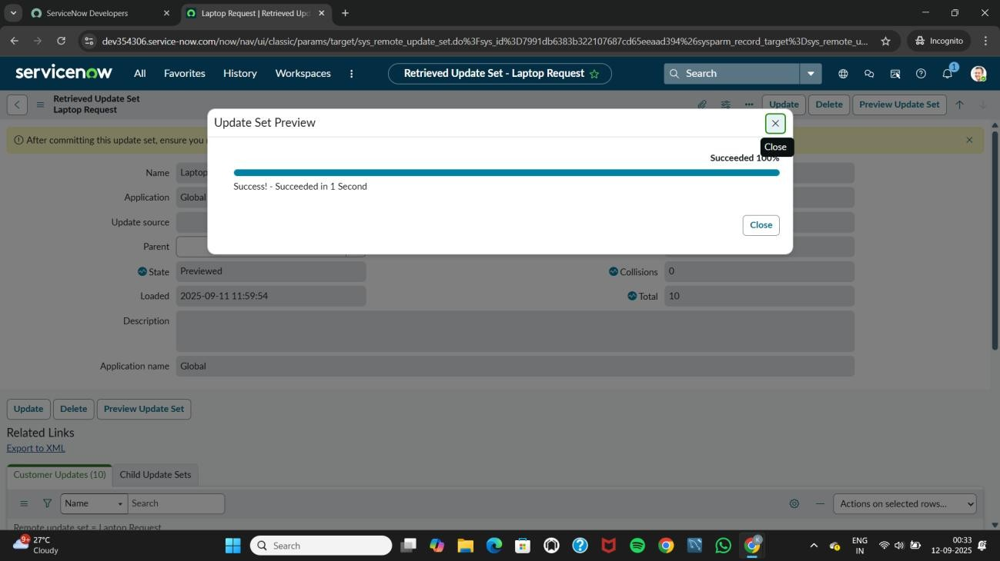 ServiceNow Developers
Laptop Request | Retrieved Upd
dev354306.service-now.com/now/nav/ui/classic/params/target/sys_remote_update_set.do%3Fsys_id%3D7991db6383b322107687cd65eeaad394%26sysparm_record_target%3Dsys_remote_u...
Incognito
servicenow
All
Favorites
History
Workspaces
Retrieved Update Set - Laptop Request
Search
1
Retrieved Update Set
Laptop Request
Update
Delete
Preview Update Set
After committing this update set, ensure you
Update Set Preview
Close
Succeeded 100%
Success! - Succeeded in 1 Second
Close
Name
Laptop
Application
Global
Update source
Parent
State
Previewed
Collisions
0
Loaded
2025-09-11 11:59:54
Total
10
Description
Application name
Global
Update
Delete
Preview Update Set
Related Links
Export to XML
Customer Updates (10)
Child Update Sets
Name
Search
Actions on selected rows...
Remote update set = Laptop Request
9+
27°C
Cloudy
Search
ENG
IN
00:33
12-09-2025